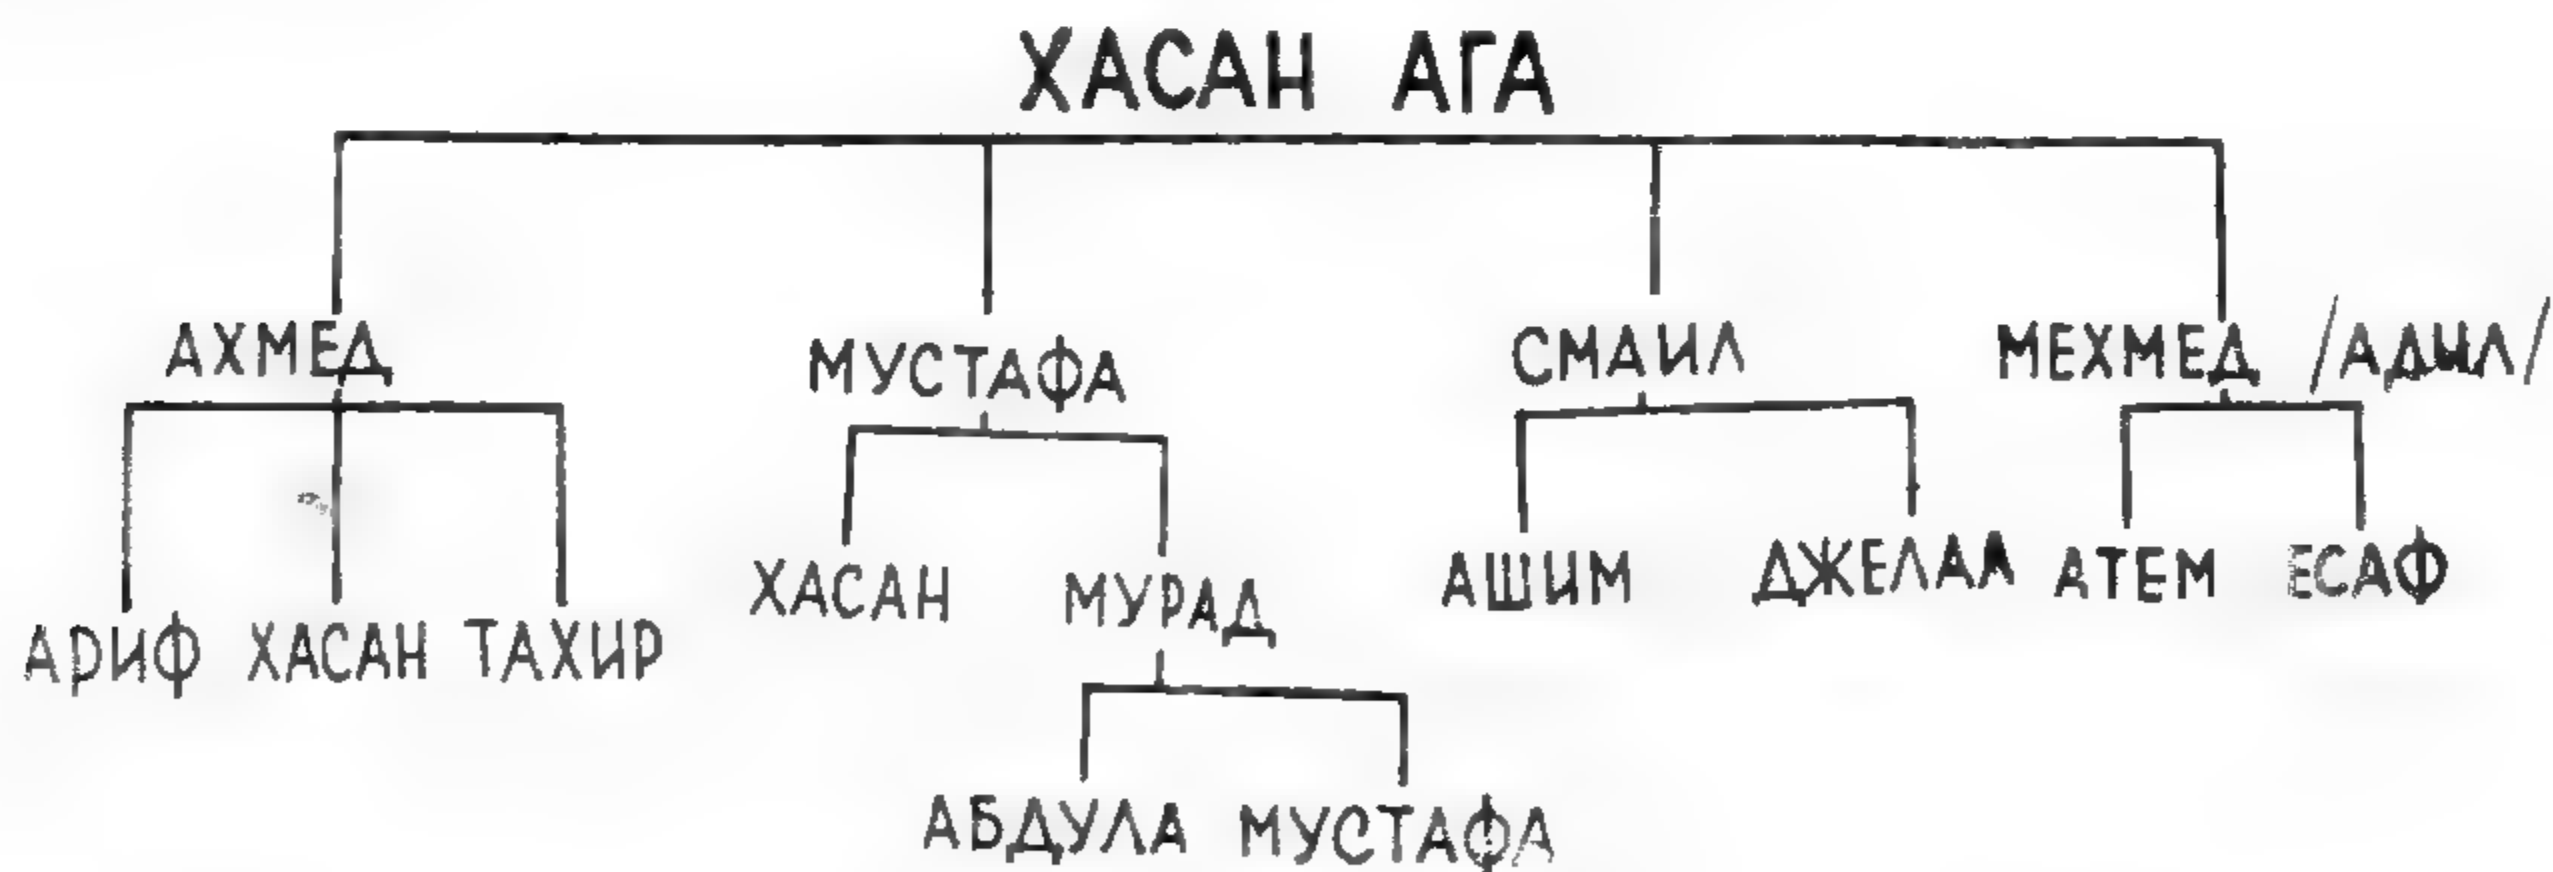 ХАСАН АГА
АХМЕД МУСТАФА СМАИЛ МЕХМЕД /АДИЛ/
АРИФ ХАСАН ТАХИР ХАСАН МУРАД АШИМ ДЖЕЛАЛ АТЕМ ЕСАФ
АБДУЛА МУСТАФА